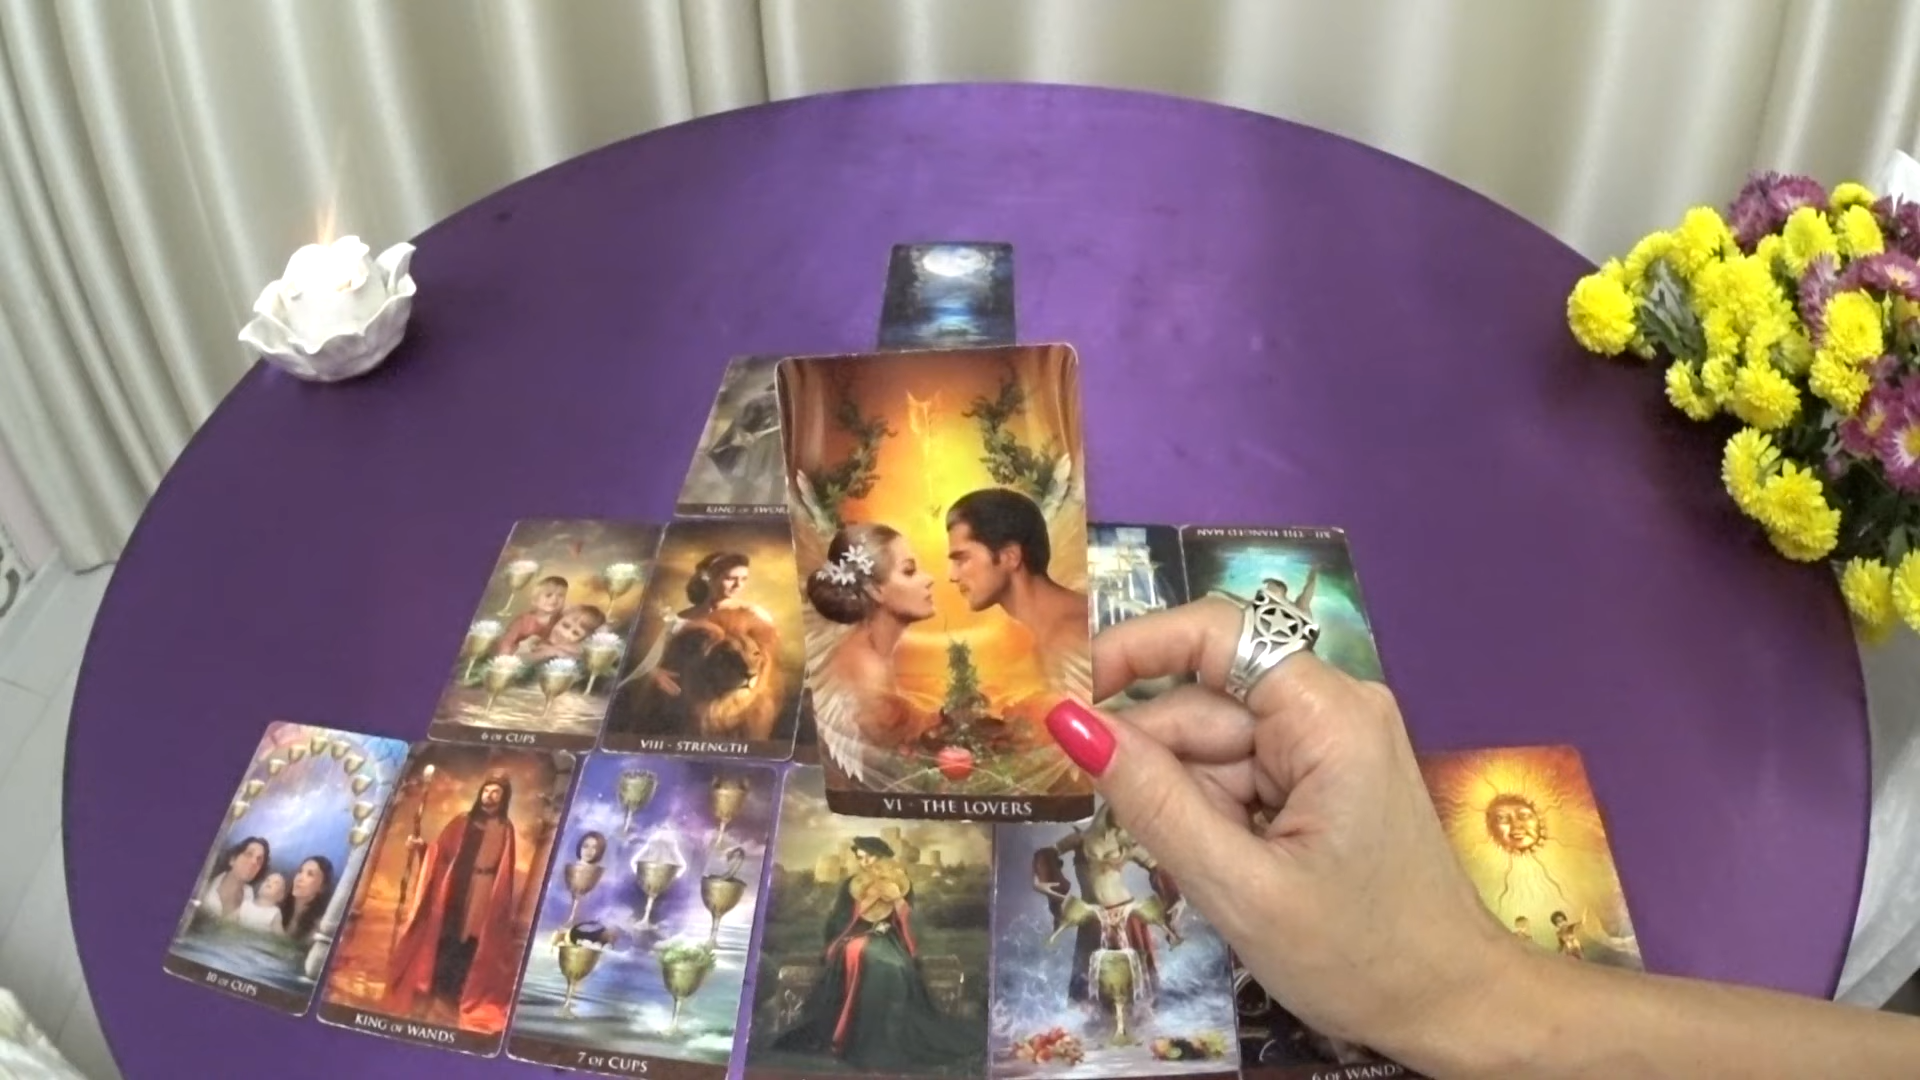 KING OF SWOR
XII · THE HANGED MAN
6 OF CUPS
VIII · STRENGTH
VI · THE LOVERS
10 OF CUPS
KING OF WANDS
7 OF CUPS
6 OF WANDS